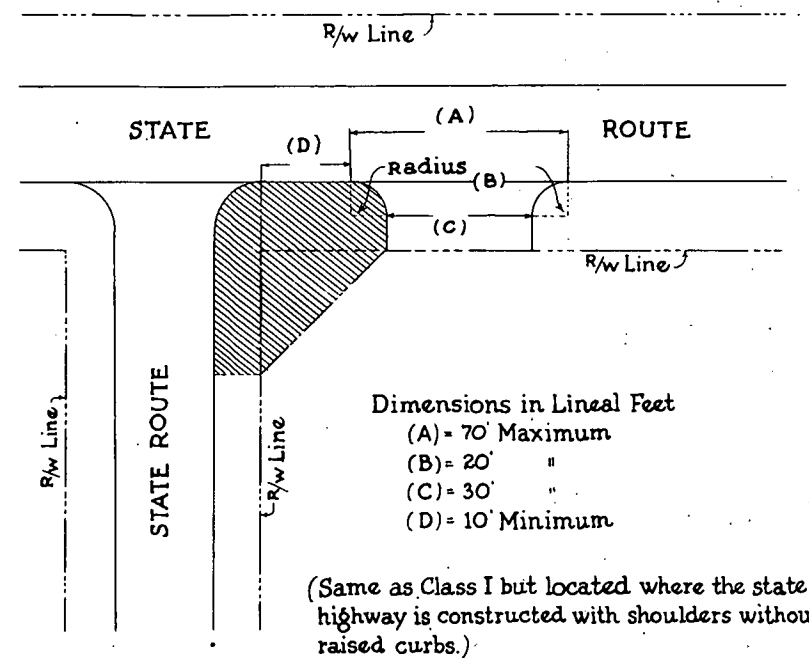 R/w Line
STATE
ROUTE
(A)
(D)
Radius
(B)
(C)
R/w Line
R/w Line
STATE ROUTE
R/w Line
Dimensions in Lineal Feet
(A) = 70' Maximum
(B) = 20' "
(C) = 30' "
(D) = 10' Minimum
(Same as Class I but located where the state
highway is constructed with shoulders withou
raised curbs.)